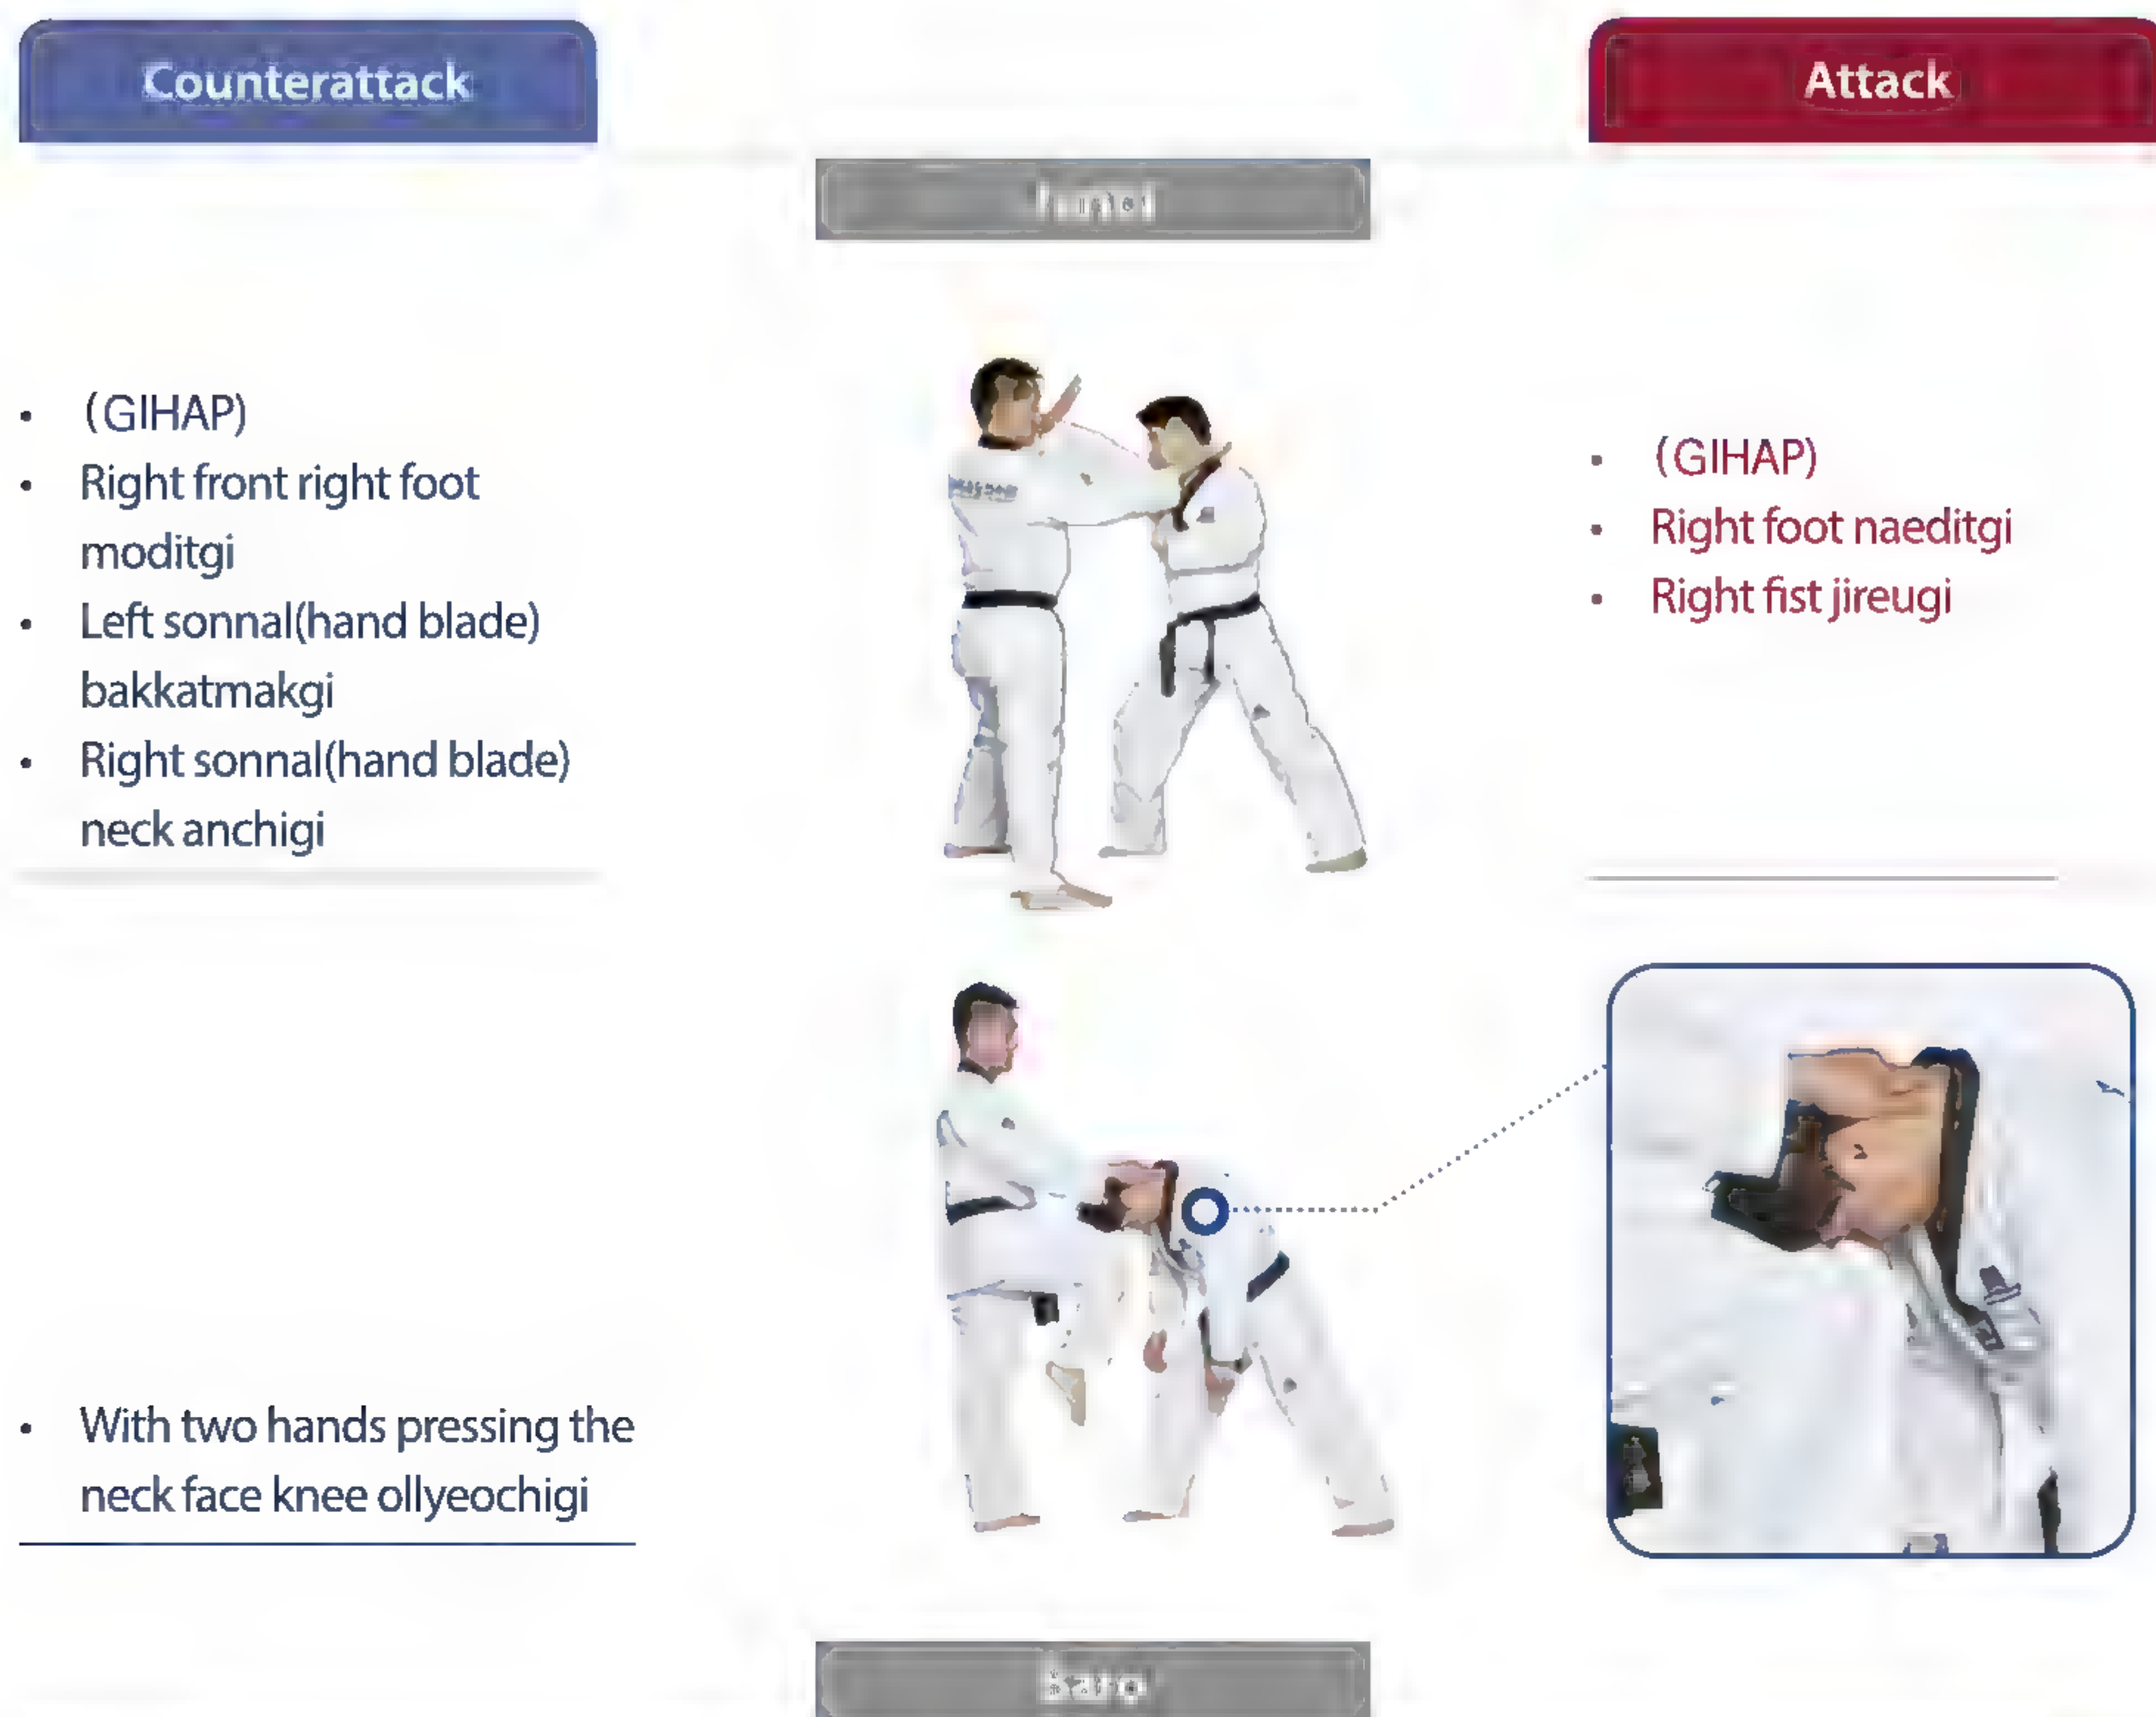 Counterattack
Attack
• (GIHAP)
• Right front right foot
moditgi
• Left sonnal(hand blade)
bakkatmakgi
• Right sonnal(hand blade)
neck anchigi
• (GIHAP)
• Right foot naeditgi
• Right fist jireugi
• With two hands pressing the
neck face knee ollyeochigi